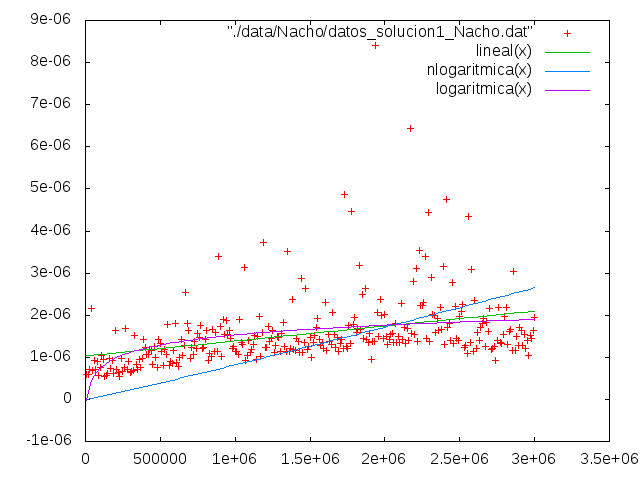 9e-06
8e-06
7e-06
6e-06
5e-06
4e-06
3e-06
2e-06
1e-06
0
-1e-06
"./data/Nacho/datos_solucion1_Nacho.dat"
lineal(x)
nlogaritmica(x)
logaritmica(x)
0 500000 1e+06 1.5e+06 2e+06 2.5e+06 3e+06 3.5e+06